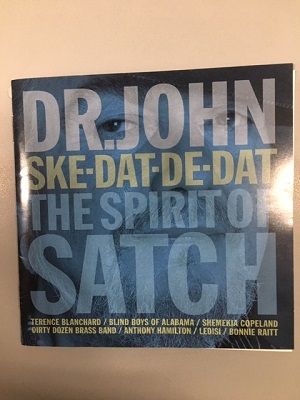 DR. JOHN
SKE-DAT-DE-DAT
THE SPIRIT OF
SATCH
TERENCE BLANCHARD / BLIND BOYS OF ALABAMA / SHEMEKIA COPELAND
DIRTY DOZEN BRASS BAND / ANTHONY HAMILTON / LEDISI / BONNIE RAITT